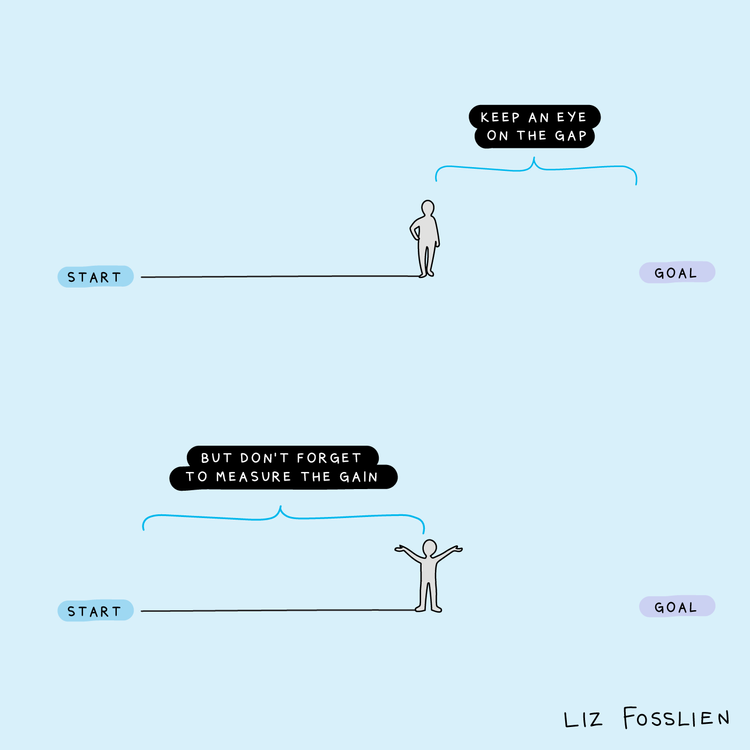 KEEP AN EYE
ON THE GAP
START
GOAL
BUT DON'T FORGET
TO MEASURE THE GAIN
START
GOAL
LIZ FOSSLIEN